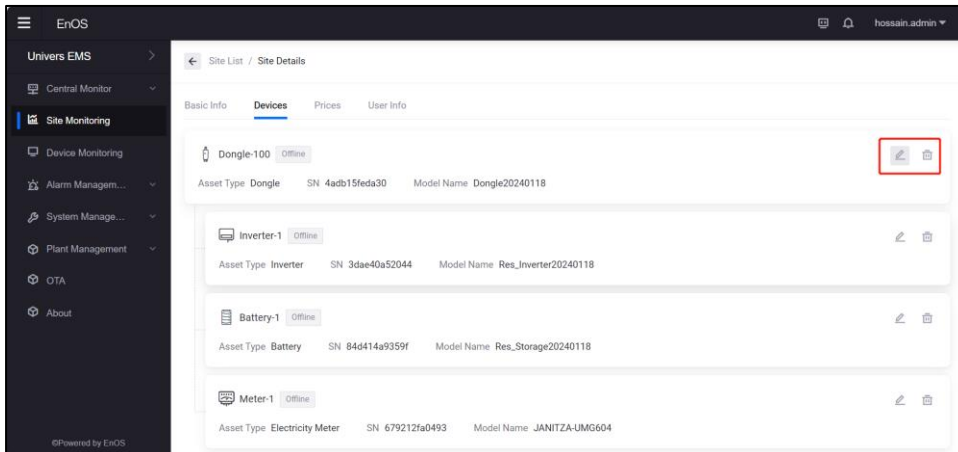 EnOS
hossain.admin
Univers EMS
Site List / Site Details
Central Monitor
Basic Info Devices Prices User Info
Site Monitoring
Device Monitoring
Dongle-100 Offline
Alarm Managem...
Asset Type Dongle SN 4adb15feda30 Model Name Dongle20240118
System Manage...
Inverter-1 Offline
Plant Management
Asset Type Inverter SN 3dae40a52044 Model Name Res_Inverter20240118
OTA
About
Battery-1 Offline
Asset Type Battery SN 84d414a9359f Model Name Res_Storage20240118
Meter-1 Offline
Asset Type Electricity Meter SN 679212fa0493 Model Name JANITZA-UMG604
©Powered by EnOS